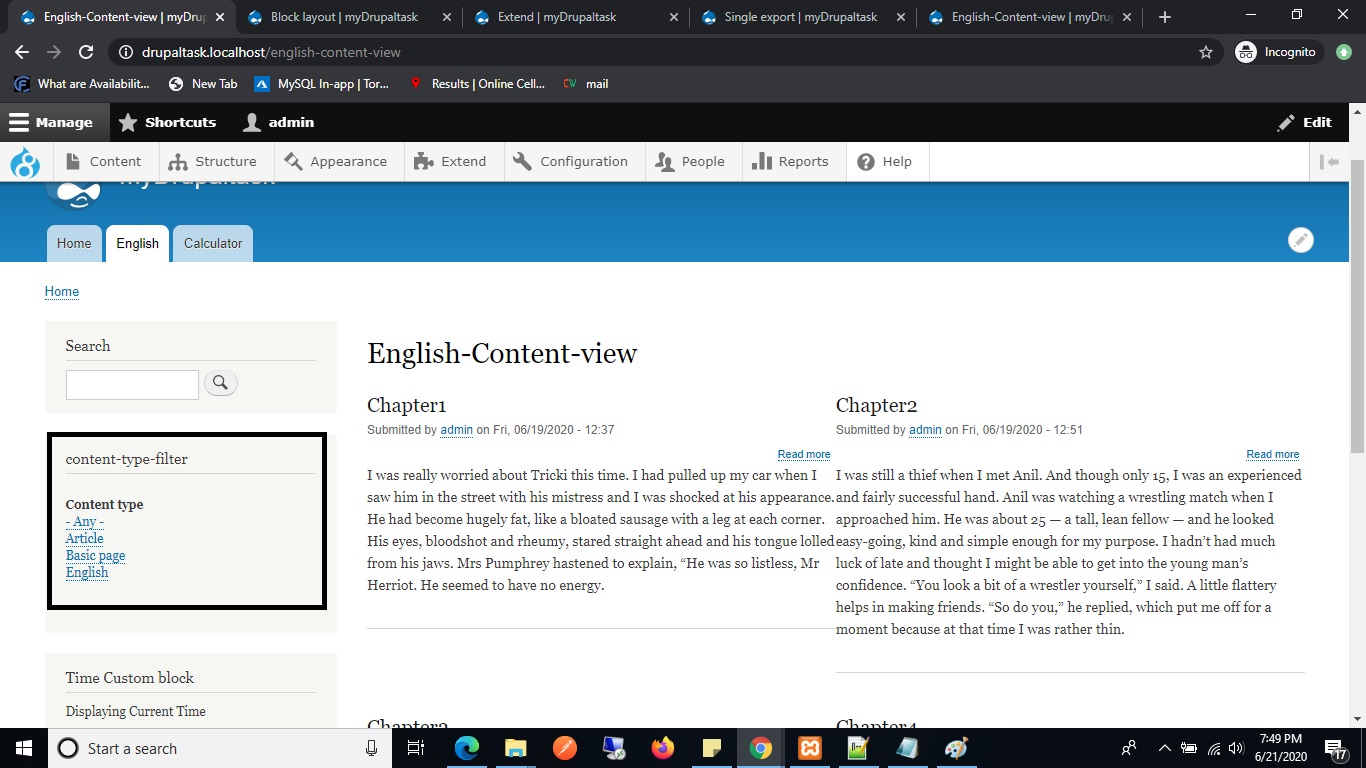 English-Content-view | myDrup
Block layout | myDrupaltask
Extend | myDrupaltask
Single export | myDrupaltask
English-Content-view | myDru
drupaltask.localhost/english-content-view
Incognito
What are Availabilit...
New Tab
MySQL In-app | Tor...
Results | Online Cell...
CW mail
Manage
Shortcuts
admin
Edit
Content
Structure
Appearance
Extend
Configuration
People
Reports
Help
myDrupaltask
Home
English
Calculator
Home
Search
content-type-filter
Content type
- Any -
Article
Basic page
English
Time Custom block
Displaying Current Time
English-Content-view
Chapter1
Submitted by admin on Fri, 06/19/2020 - 12:37
Read more
I was really worried about Tricki this time. I had pulled up my car when I
saw him in the street with his mistress and I was shocked at his appearance.
He had become hugely fat, like a bloated sausage with a leg at each corner.
His eyes, bloodshot and rheumy, stared straight ahead and his tongue lolled
from his jaws. Mrs Pumphrey hastened to explain, “He was so listless, Mr
Herriot. He seemed to have no energy.
Chapter2
Submitted by admin on Fri, 06/19/2020 - 12:51
Read more
I was still a thief when I met Anil. And though only 15, I was an experienced
and fairly successful hand. Anil was watching a wrestling match when I
approached him. He was about 25 — a tall, lean fellow — and he looked
easy-going, kind and simple enough for my purpose. I hadn’t had much
luck of late and thought I might be able to get into the young man’s
confidence. “You look a bit of a wrestler yourself,” I said. A little flattery
helps in making friends. “So do you,” he replied, which put me off for a
moment because at that time I was rather thin.
Chapter3
Chapter4
Start a search
7:49 PM
6/21/2020
17